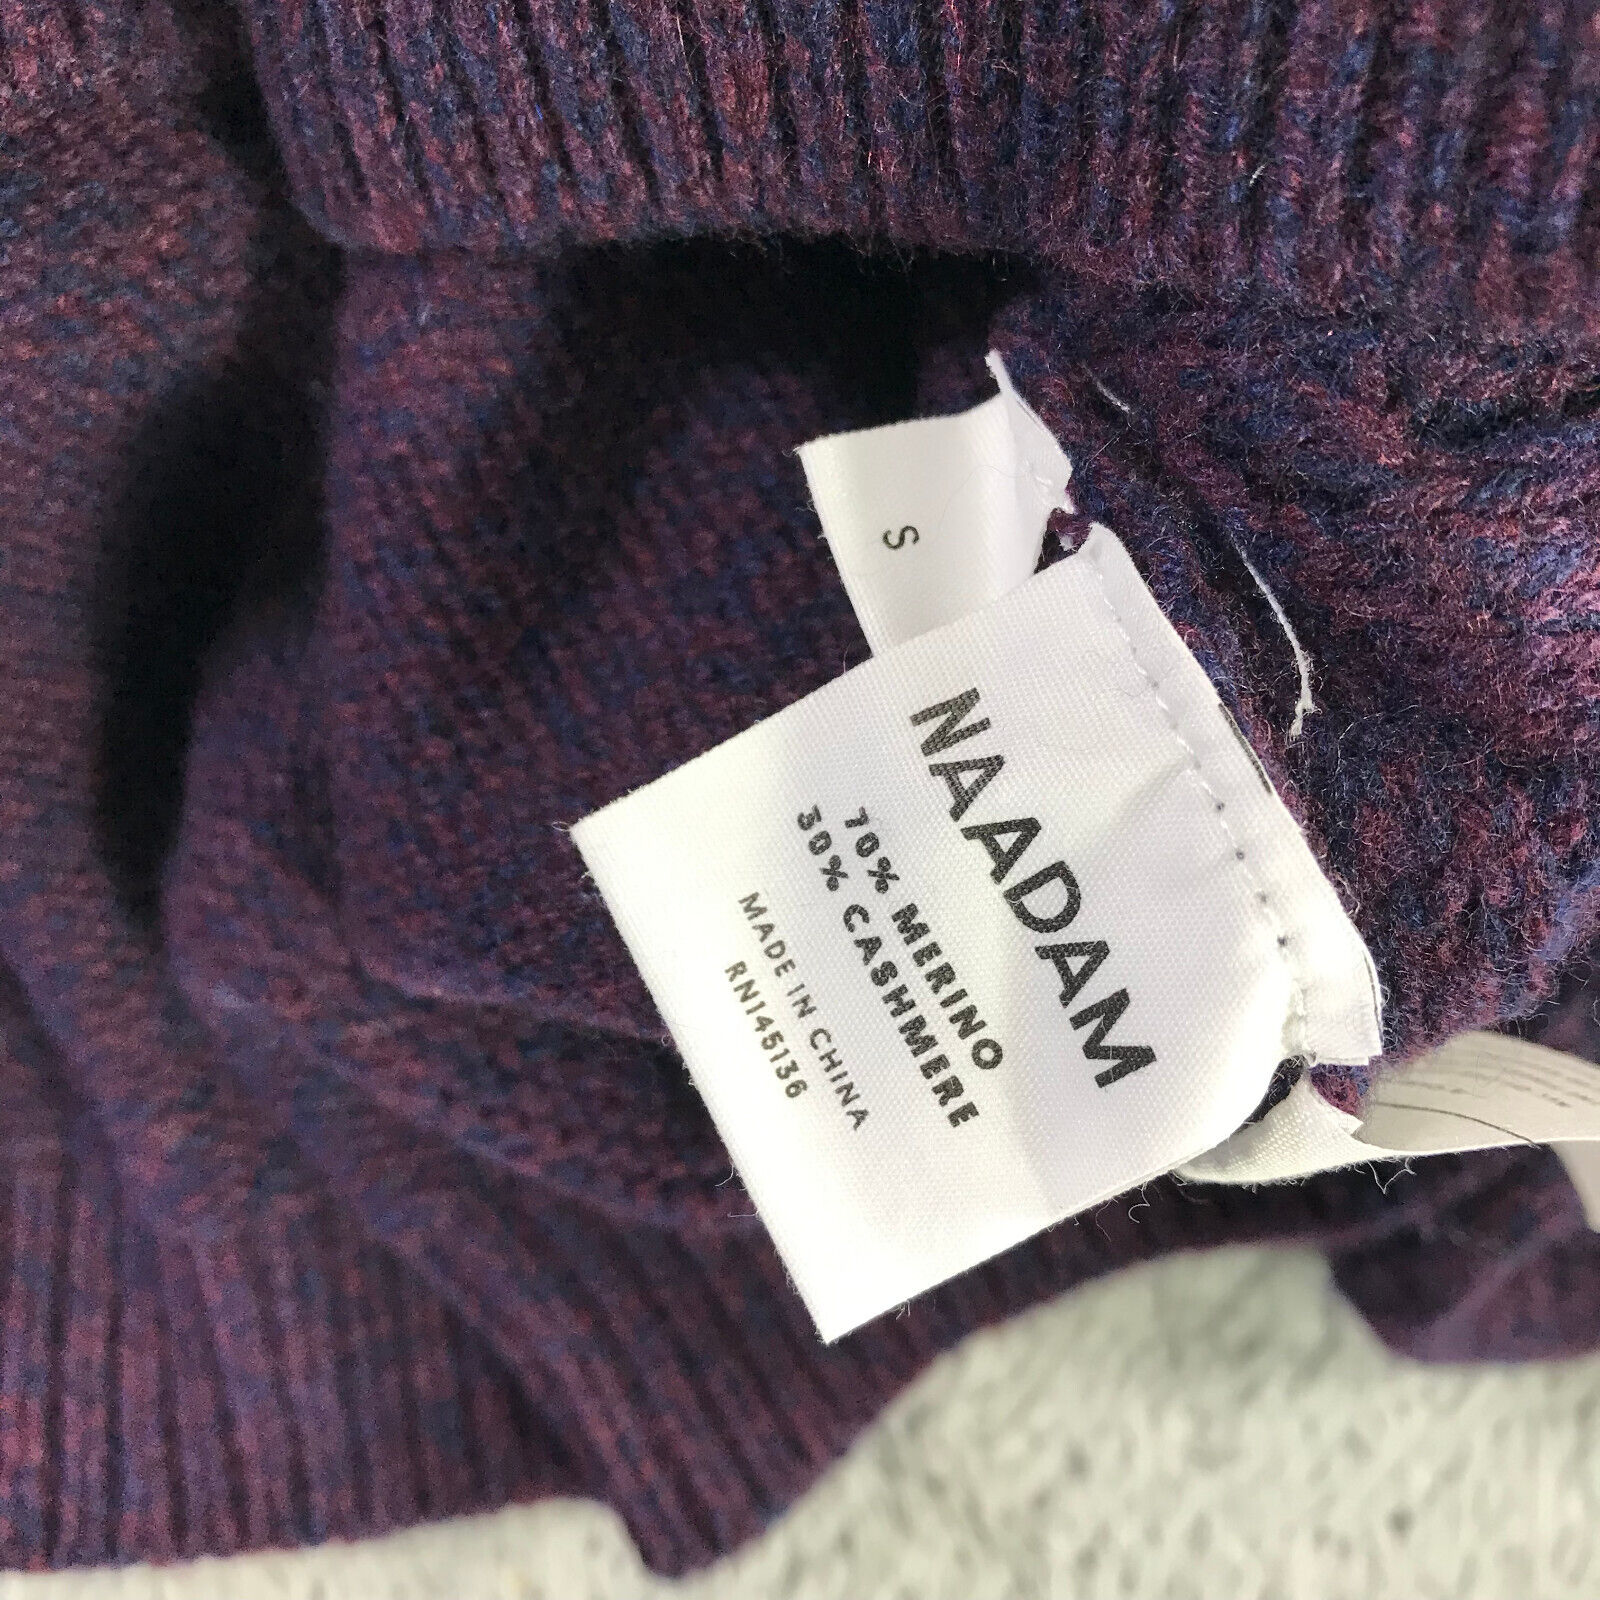 S
NAADAM
70% MERINO
30% CASHMERE
MADE IN CHINA
RN145136